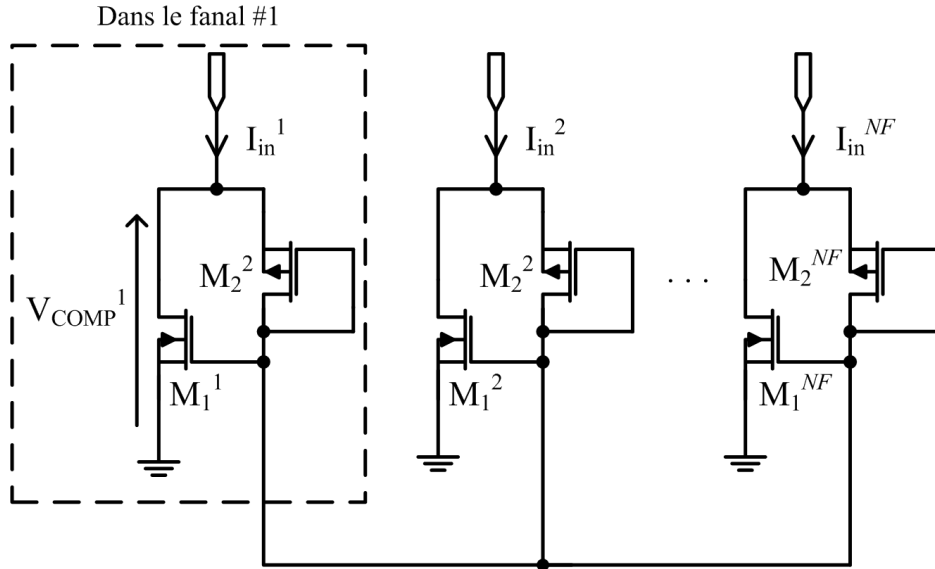 Dans le fanal #1
I_in^1 I_in^2 I_in^NF
M_2^2 M_2^2 . . . M_2^NF
V_COMP^1
M_1^1 M_1^2 M_1^NF